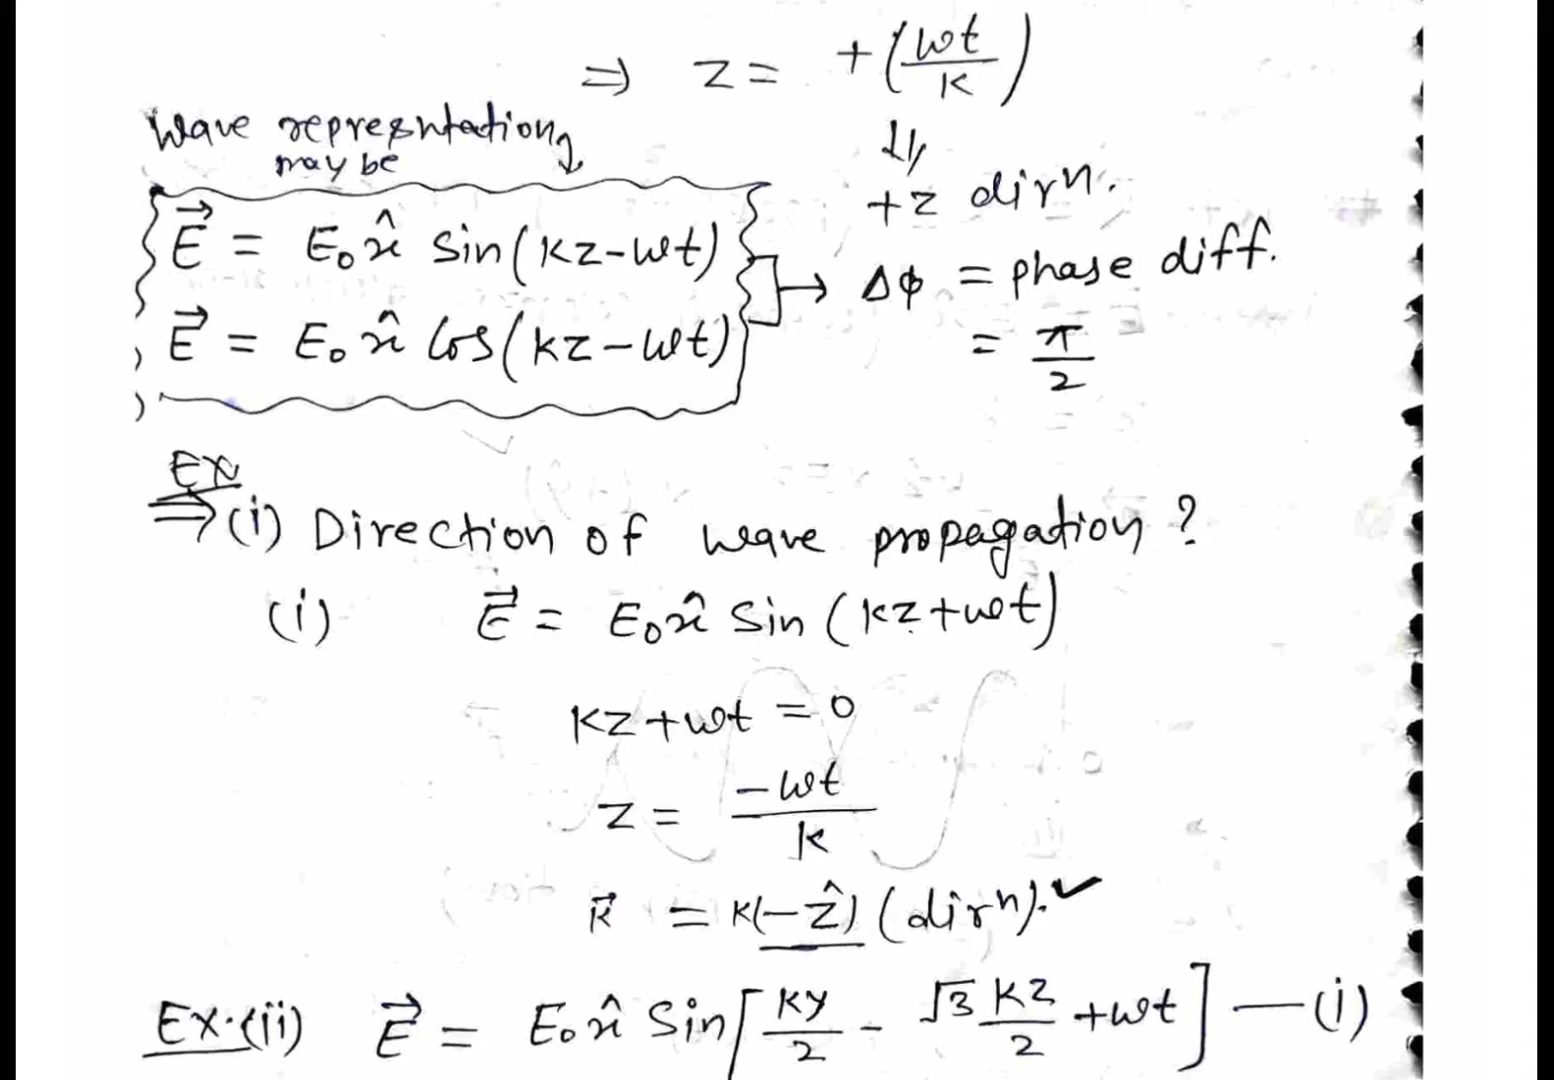 ⇒ z = +(ωt/k)
⇓
+z dirn.
Wave represntation
may be
E⃗ = E₀x̂ sin(kz-ωt)
E⃗ = E₀x̂ cos(kz-ωt)
→ Δϕ = phase diff.
= π/2
Ex
⇒(i) Direction of wave propagation?
(i) E⃗ = E₀x̂ sin(kz+ωt)
kz+ωt = 0
z = -ωt/k
k⃗ = k(-ẑ) (dirn). ✓
Ex.(ii) E⃗ = E₀x̂ sin[ky/2 - √3kz/2 + ωt] —(i)